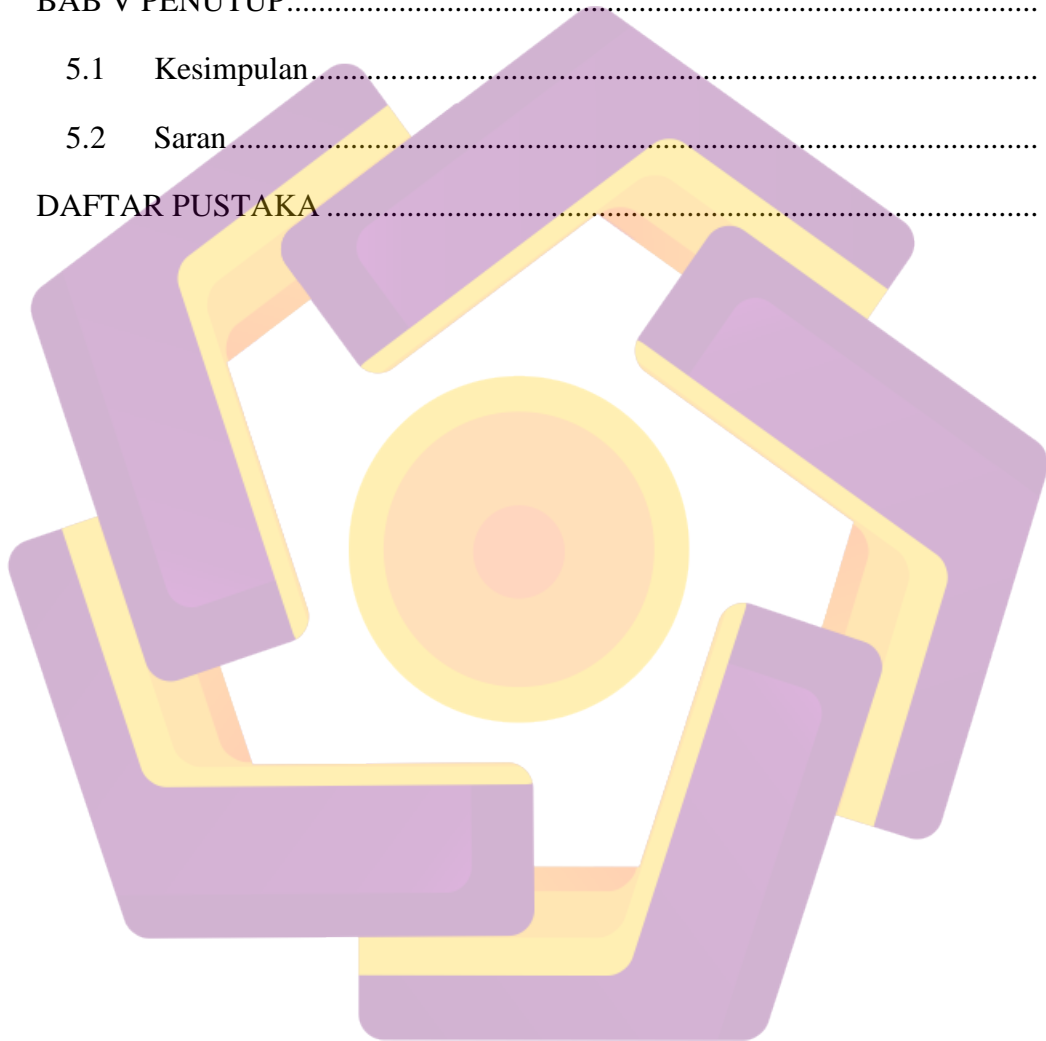 BAB V PENUTUP....................................................................................................
5.1 Kesimpulan.................................................................................................
5.2 Saran...........................................................................................................
DAFTAR PUSTAKA ...............................................................................................